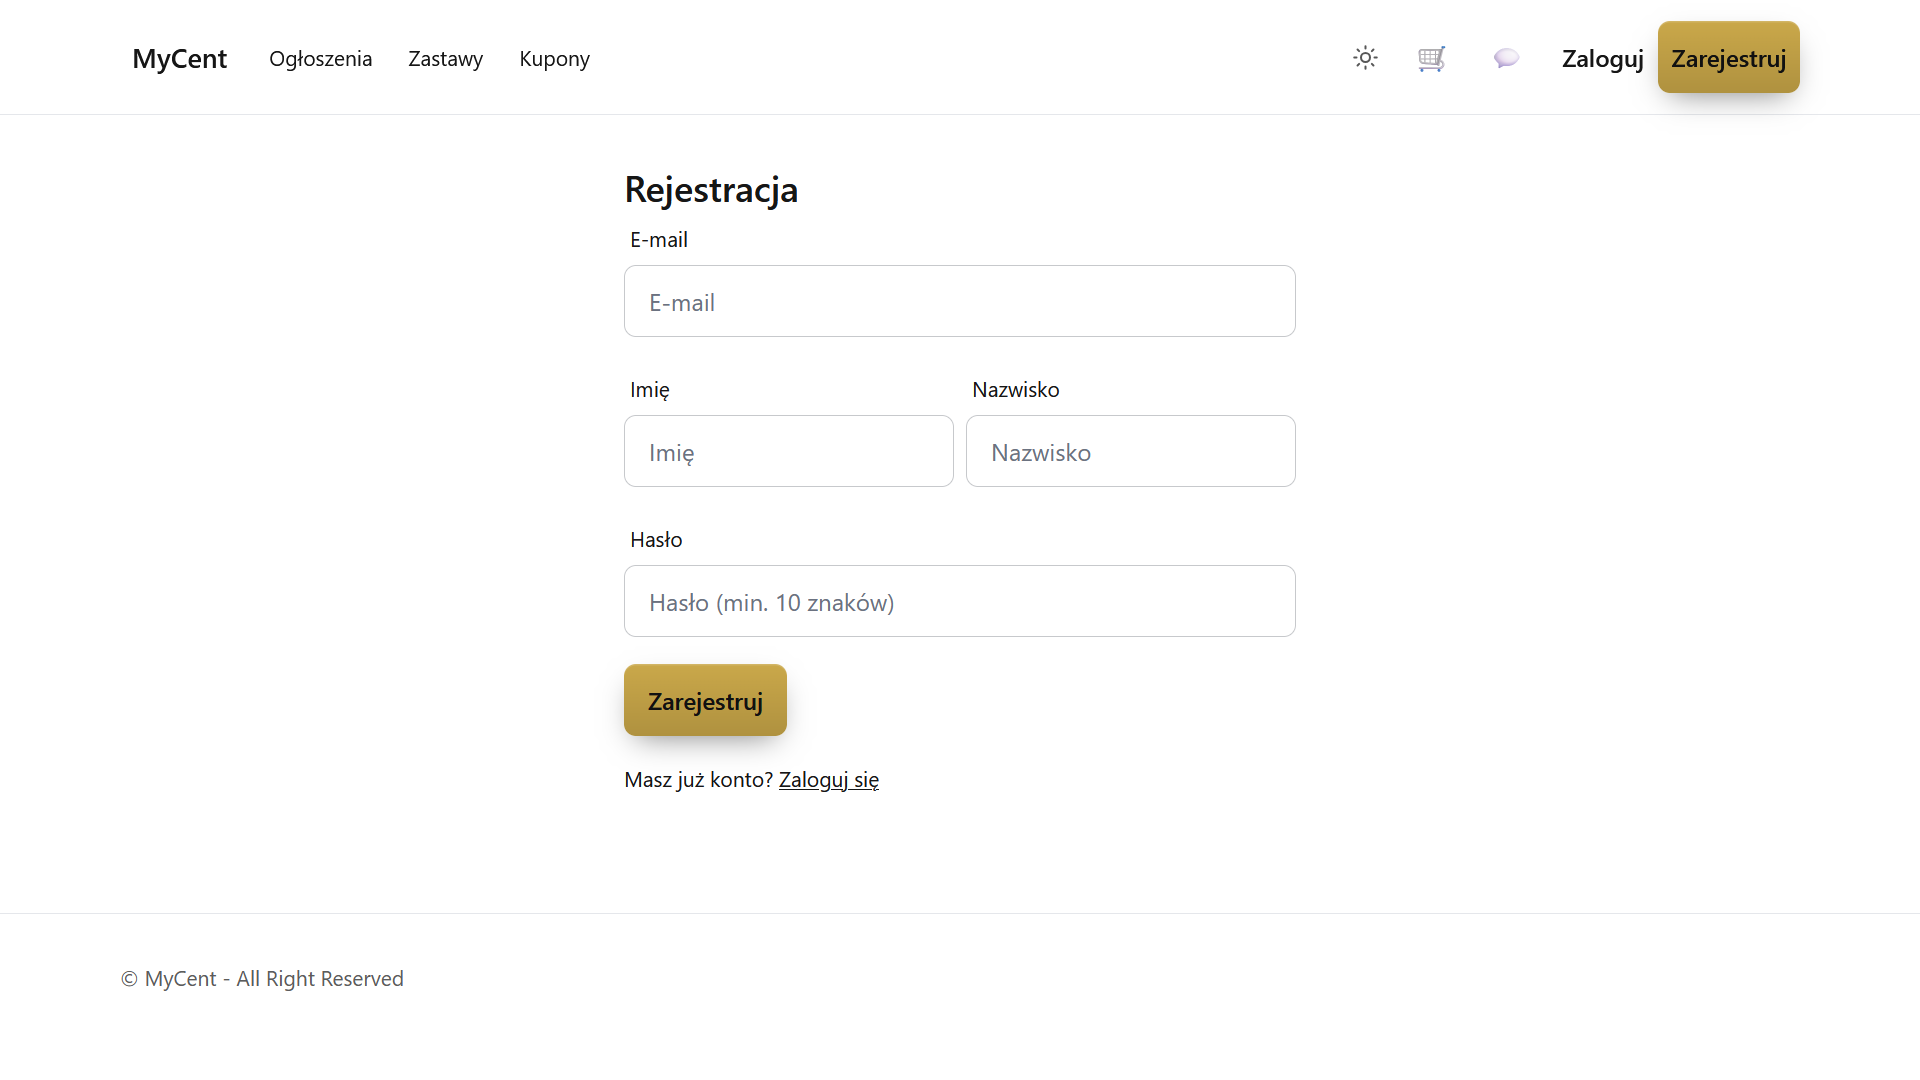 MyCent Ogłoszenia Zastawy Kupony Zaloguj Zarejestruj
Rejestracja
E-mail
E-mail
Imię Nazwisko
Imię Nazwisko
Hasło
Hasło (min. 10 znaków)
Zarejestruj
Masz już konto? Zaloguj się
© MyCent - All Right Reserved